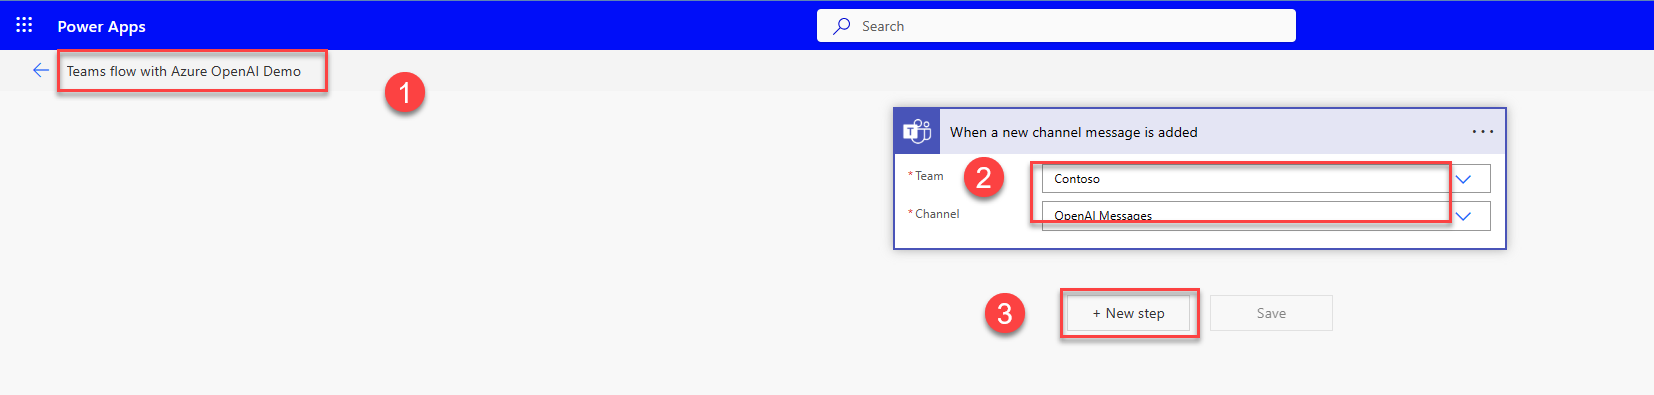 Power Apps
Search
Teams flow with Azure OpenAI Demo
1
When a new channel message is added
* Team
2
Contoso
* Channel
OpenAI Messages
3
+ New step
Save